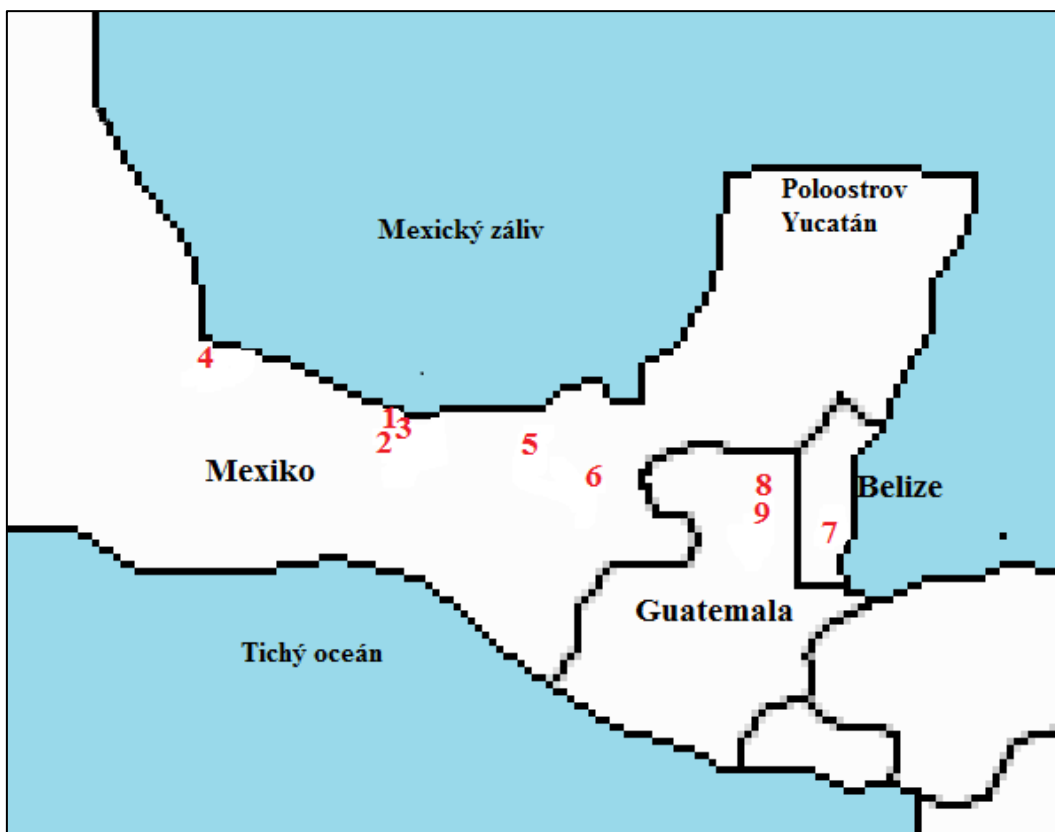 Poloostrov
Yucatán
Mexický záliv
4
1
3
2
5
Mexiko
6
8
Belize
9
7
Guatemala
Tichý oceán